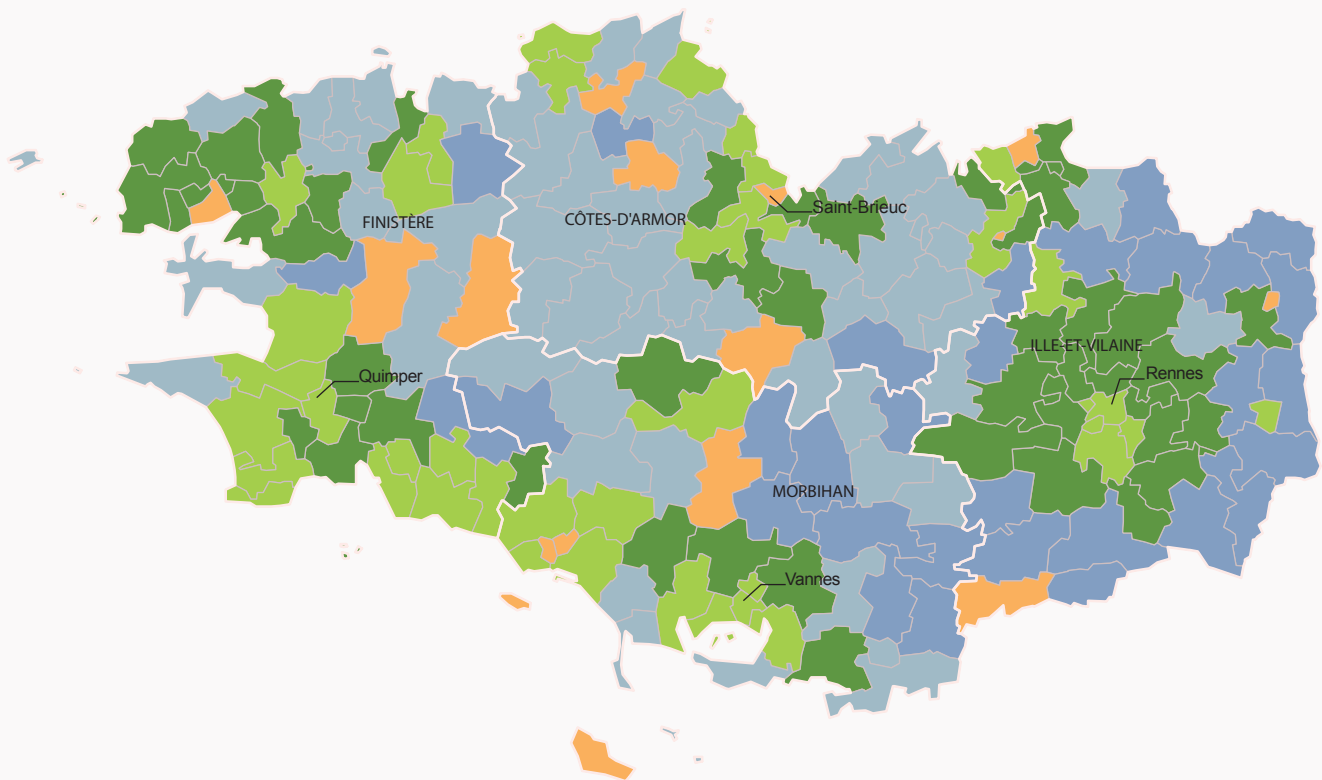 Saint-Brieuc
CÔTES-D'ARMOR
FINISTÈRE
ILLE-ET-VILAINE
Rennes
Quimper
MORBIHAN
Vannes